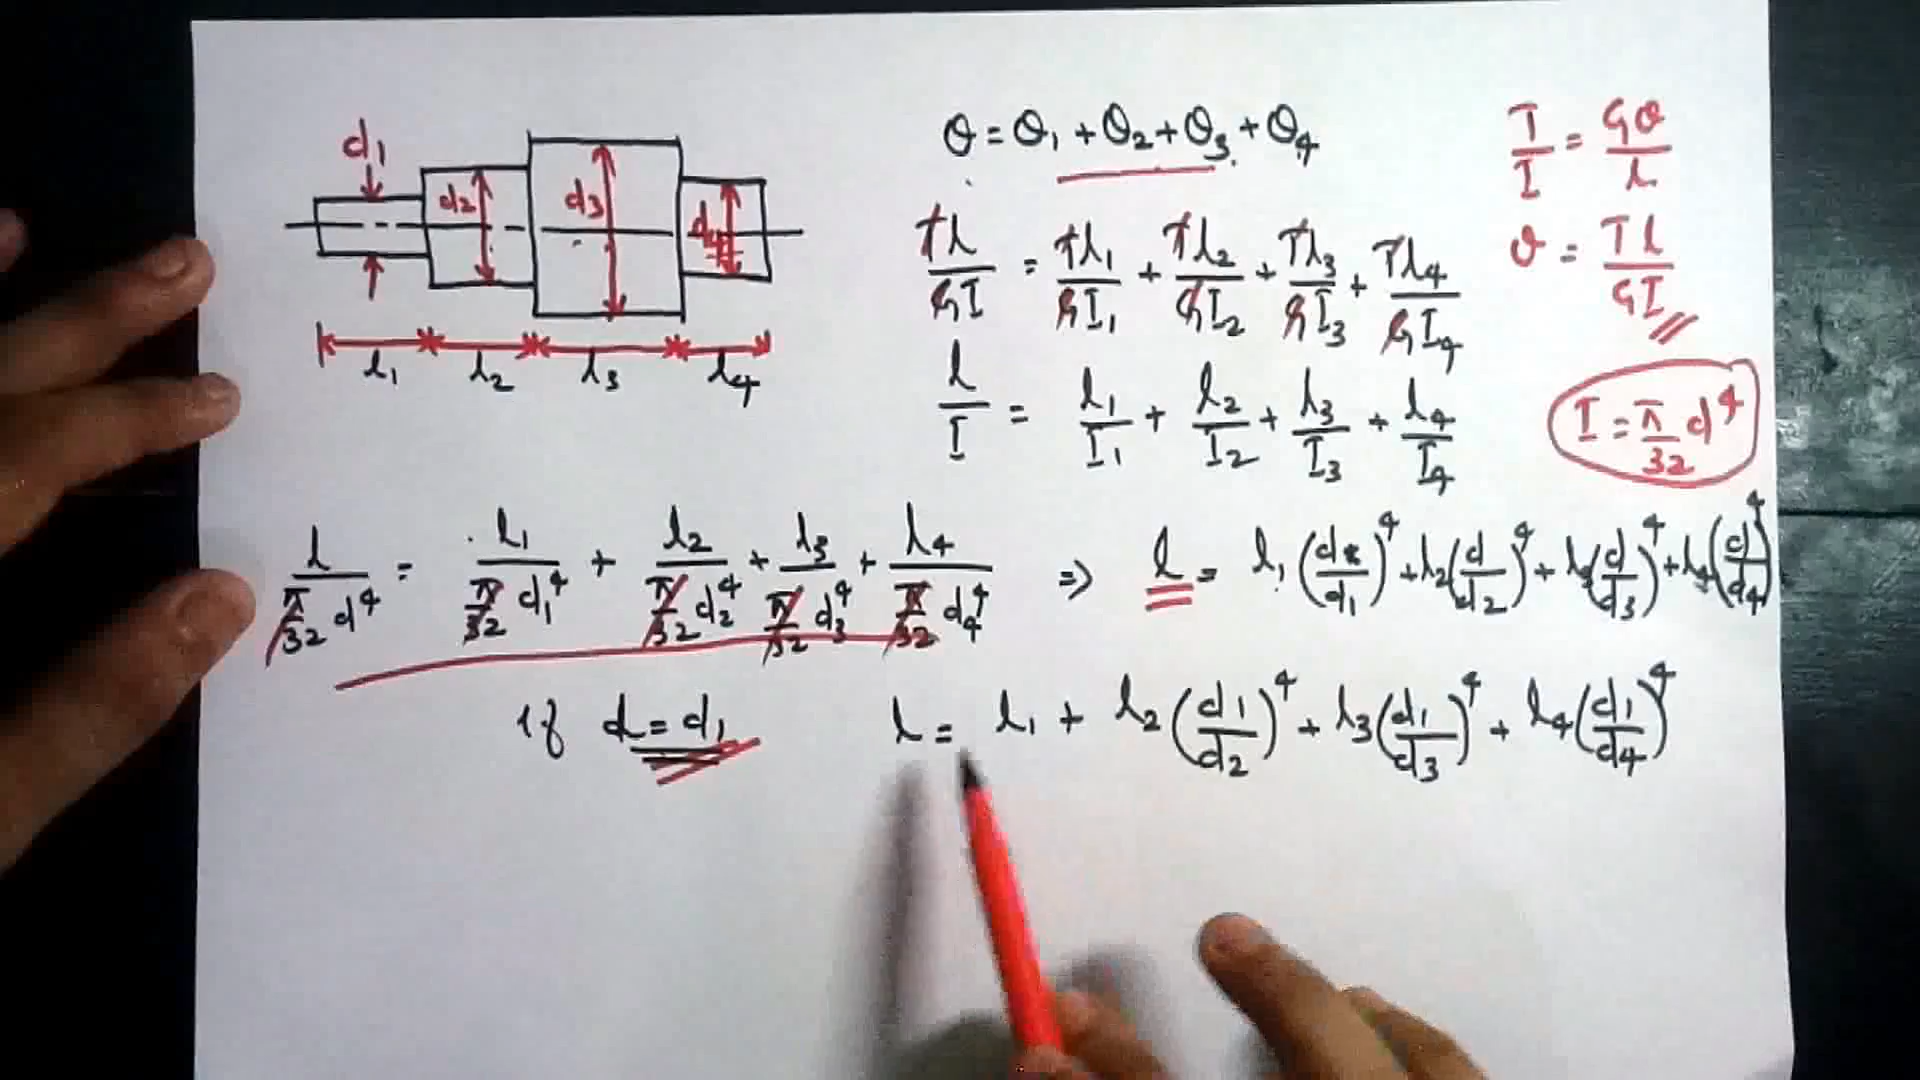 d₁ d₂ d₃ d₄
l₁ l₂ l₃ l₄
θ = θ₁ + θ₂ + θ₃ + θ₄
Tl/GI = Tl₁/GI₁ + Tl₂/GI₂ + Tl₃/GI₃ + Tl₄/GI₄
l/I = l₁/I₁ + l₂/I₂ + l₃/I₃ + l₄/I₄
T/I = Gθ/l
θ = Tl/GI
I = π/32 d⁴
l/(π/32 d⁴) = l₁/(π/32 d₁⁴) + l₂/(π/32 d₂⁴) + l₃/(π/32 d₃⁴) + l₄/(π/32 d₄⁴) ⇒ l = l₁(d/d₁)⁴ + l₂(d/d₂)⁴ + l₃(d/d₃)⁴ + l₄(d/d₄)⁴
if d = d₁ l = l₁ + l₂(d₁/d₂)⁴ + l₃(d₁/d₃)⁴ + l₄(d₁/d₄)⁴